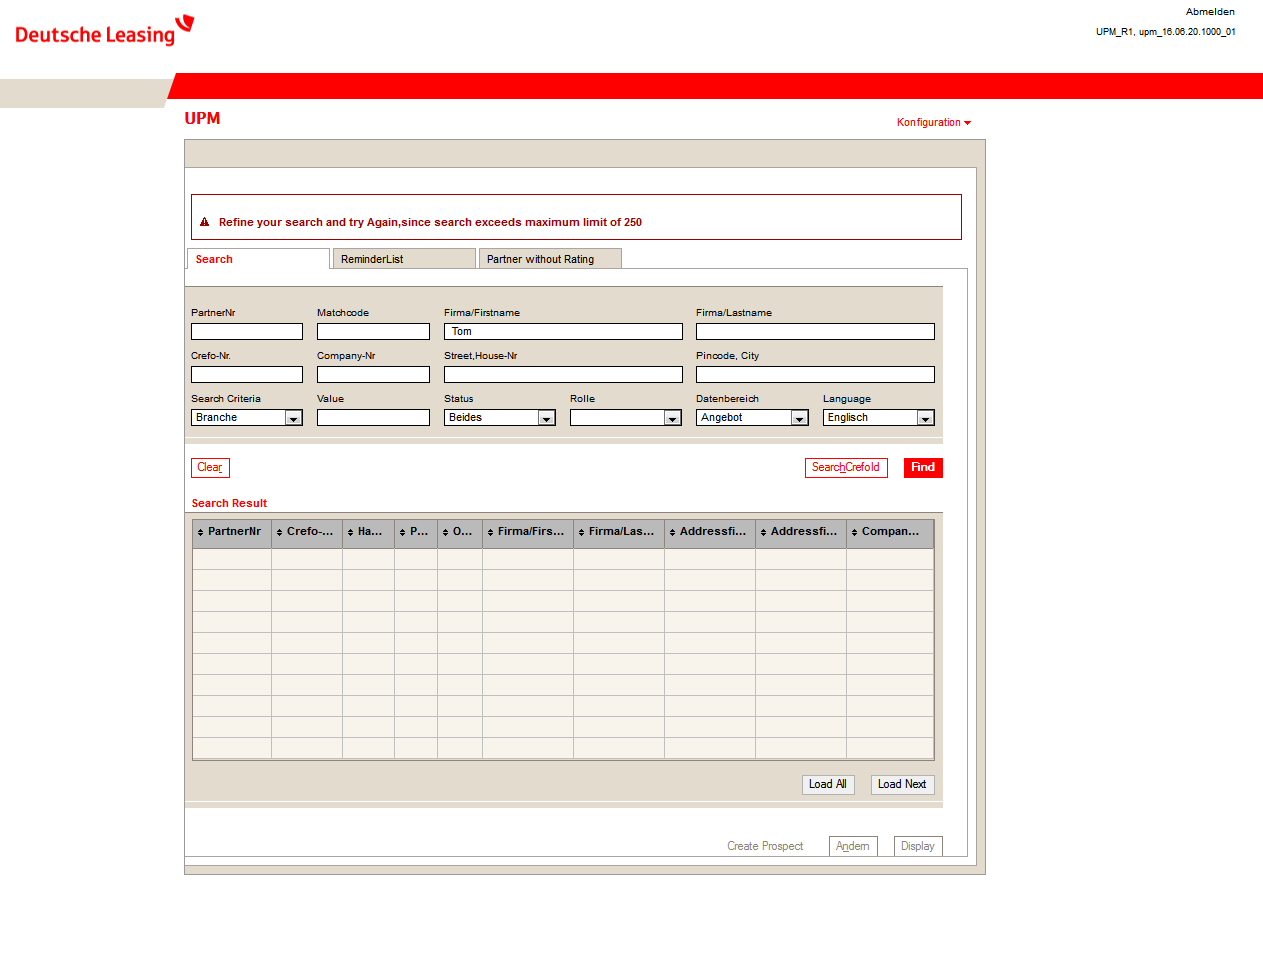 Deutsche Leasing
Abmelden
UPM_R1, upm_16.06.20.1000_01
UPM
Konfiguration
Refine your search and try Again,since search exceeds maximum limit of 250
Search ReminderList Partner without Rating
PartnerNr Matchcode Firma/Firstname Firma/Lastname
Tom
Crefo-Nr. Company-Nr Street,House-Nr Pincode, City
Search Criteria Value Status Rolle Datenbereich Language
Branche Beides Angebot Englisch
Clear SearchCrefoId Find
Search Result
PartnerNr Crefo-... Ha... P... O... Firma/Firs... Firma/Las... Addressfi... Addressfi... Compan...
Load All Load Next
Create Prospect Ändern Display